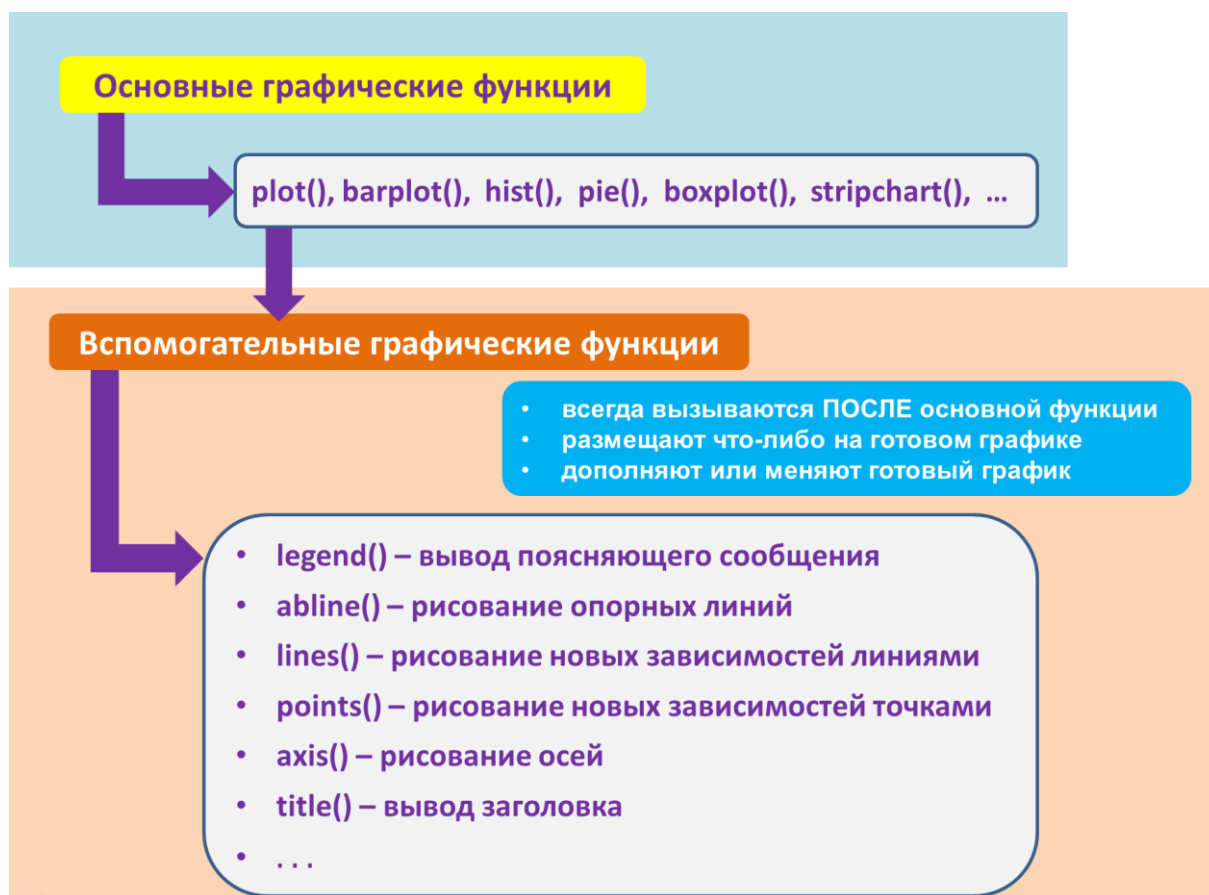 Основные графические функции
plot(), barplot(), hist(), pie(), boxplot(), stripchart(), ...
Вспомогательные графические функции
• всегда вызываются ПОСЛЕ основной функции
• размещают что-либо на готовом графике
• дополняют или меняют готовый график
• legend() – вывод поясняющего сообщения
• abline() – рисование опорных линий
• lines() – рисование новых зависимостей линиями
• points() – рисование новых зависимостей точками
• axis() – рисование осей
• title() – вывод заголовка
• . . .